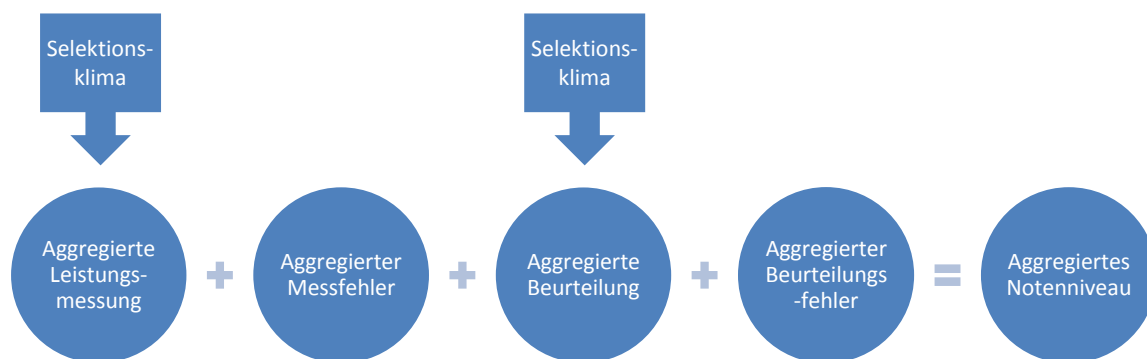 Selektions-
klima
Selektions-
klima
Aggregierte
Leistungs-
messung
+
Aggregierter
Messfehler
+
Aggregierte
Beurteilung
+
Aggregierter
Beurteilungs
-fehler
=
Aggregiertes
Notenniveau